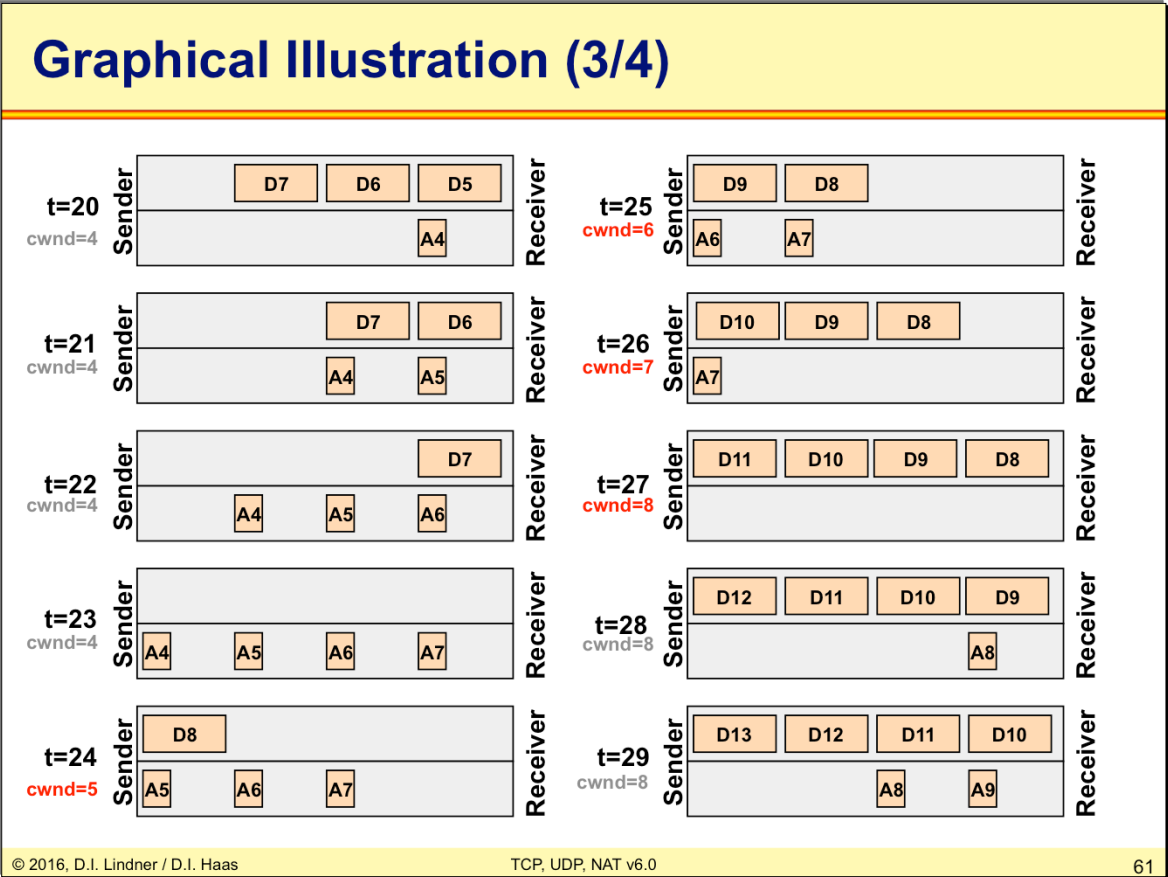 Graphical Illustration (3/4)
t=20
cwnd=4
Sender
D7 D6 D5
A4
Receiver
t=21
cwnd=4
Sender
D7 D6
A4 A5
Receiver
t=22
cwnd=4
Sender
D7
A4 A5 A6
Receiver
t=23
cwnd=4
Sender
A4 A5 A6 A7
Receiver
t=24
cwnd=5
Sender
D8
A5 A6 A7
Receiver
t=25
cwnd=6
Sender
D9 D8
A6 A7
Receiver
t=26
cwnd=7
Sender
D10 D9 D8
A7
Receiver
t=27
cwnd=8
Sender
D11 D10 D9 D8
Receiver
t=28
cwnd=8
Sender
D12 D11 D10 D9
A8
Receiver
t=29
cwnd=8
Sender
D13 D12 D11 D10
A8 A9
Receiver
© 2016, D.I. Lindner / D.I. Haas
TCP, UDP, NAT v6.0
61